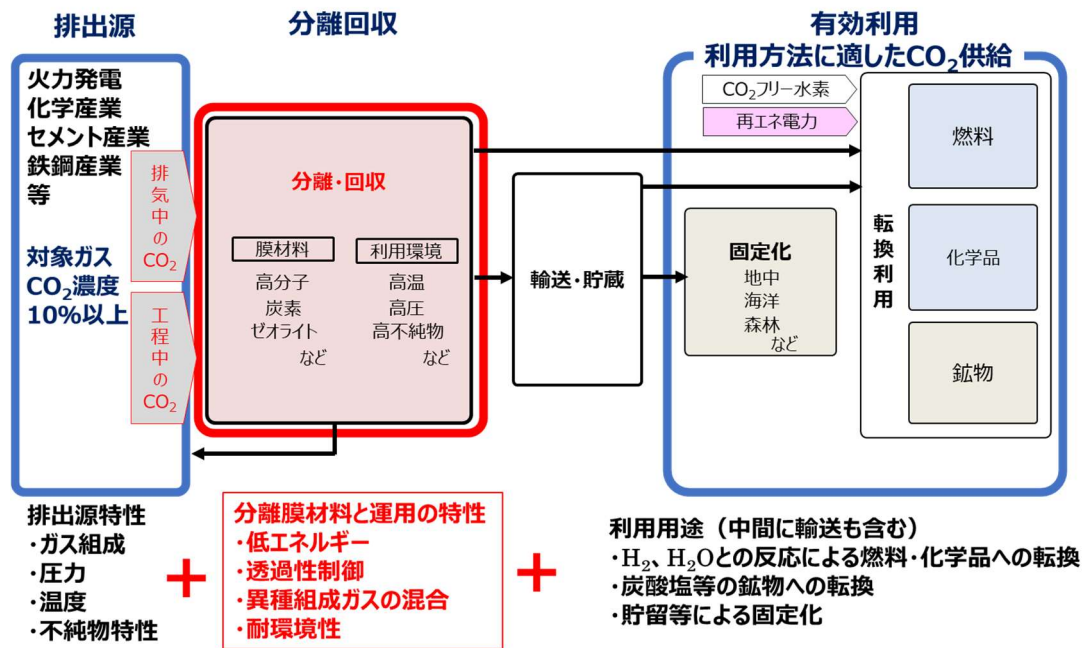 排出源
分離回収
有効利用
利用方法に適したCO₂供給
火力発電
化学産業
セメント産業
鉄鋼産業
等
対象ガス
CO₂濃度
10%以上
排気中のCO₂
工程中のCO₂
分離・回収
膜材料
高分子
炭素
ゼオライト
など
利用環境
高温
高圧
高不純物
など
輸送・貯蔵
固定化
地中
海洋
森林
など
CO₂フリー水素
再エネ電力
転換利用
燃料
化学品
鉱物
排出源特性
・ガス組成
・圧力
・温度
・不純物特性
+
分離膜材料と運用の特性
・低エネルギー
・透過性制御
・異種組成ガスの混合
・耐環境性
+
利用用途（中間に輸送も含む）
・H₂、H₂Oとの反応による燃料・化学品への転換
・炭酸塩等の鉱物への転換
・貯留等による固定化